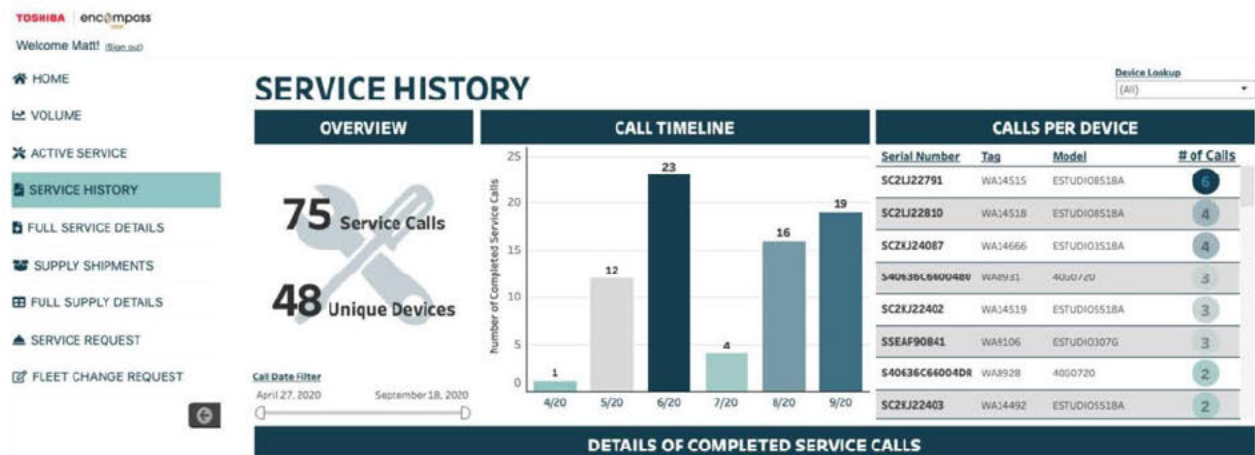 TOSHIBA encompass
Welcome Matt! (Sign out)
HOME
VOLUME
ACTIVE SERVICE
SERVICE HISTORY
FULL SERVICE DETAILS
SUPPLY SHIPMENTS
FULL SUPPLY DETAILS
SERVICE REQUEST
FLEET CHANGE REQUEST
SERVICE HISTORY
Device Lookup
(All)
OVERVIEW
75 Service Calls
48 Unique Devices
Call Date Filter
April 27, 2020 September 18, 2020
CALL TIMELINE
Number of Completed Service Calls
25
20
15
10
5
0
1
12
23
4
16
19
4/20 5/20 6/20 7/20 8/20 9/20
CALLS PER DEVICE
Serial Number Tag Model # of Calls
SC2LJ22791 WA14515 ESTUDIO8518A 6
SC2LJ22810 WA14518 ESTUDIO8518A 4
SCZKJ24087 WA14666 ESTUDIO3518A 4
S40636C6600480 WA8931 40G0720 3
SC2KJ22402 WA14519 ESTUDIO5518A 3
SSEAF90841 WA9106 ESTUDIO307G 3
S40636C66004DR WA8928 40G0720 2
SC2KJ22403 WA14492 ESTUDIO5518A 2
DETAILS OF COMPLETED SERVICE CALLS